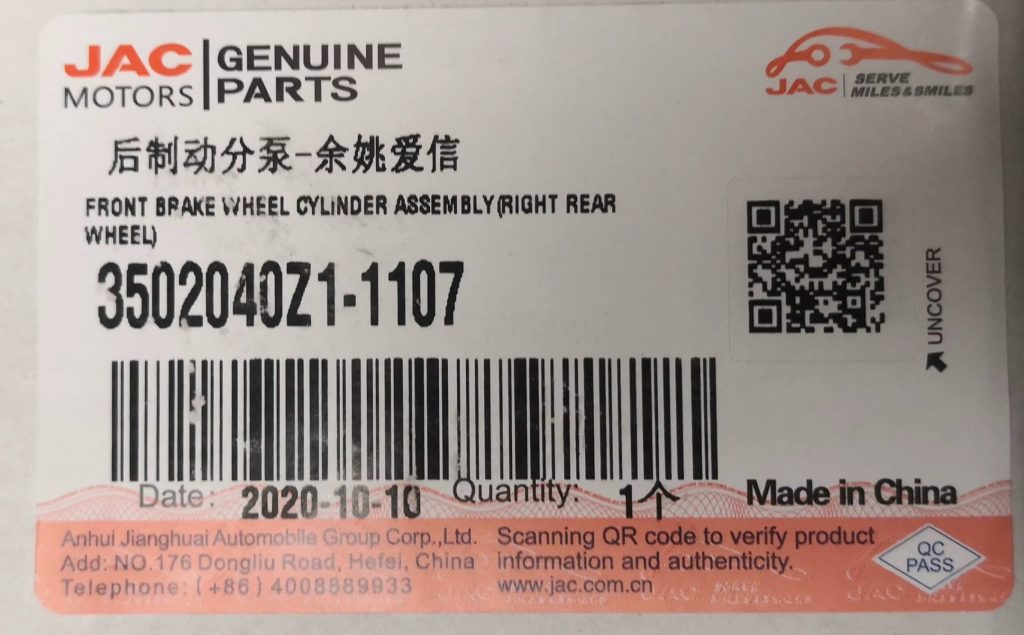 JAC MOTORS
GENUINE PARTS
JAC SERVE MILES&SMILES
后制动分泵-余姚爱信
FRONT BRAKE WHEEL CYLINDER ASSEMBLY(RIGHT REAR
WHEEL)
3502040Z1-1107
UNCOVER
Date: 2020-10-10 Quantity: 1个
Made in China
Anhui Jianghuai Automobile Group Corp.,Ltd.
Add: NO.176 Dongliu Road, Hefei, China
Telephone: (+86) 4008889933
Scanning QR code to verify product
information and authenticity.
www.jac.com.cn
QC
PASS